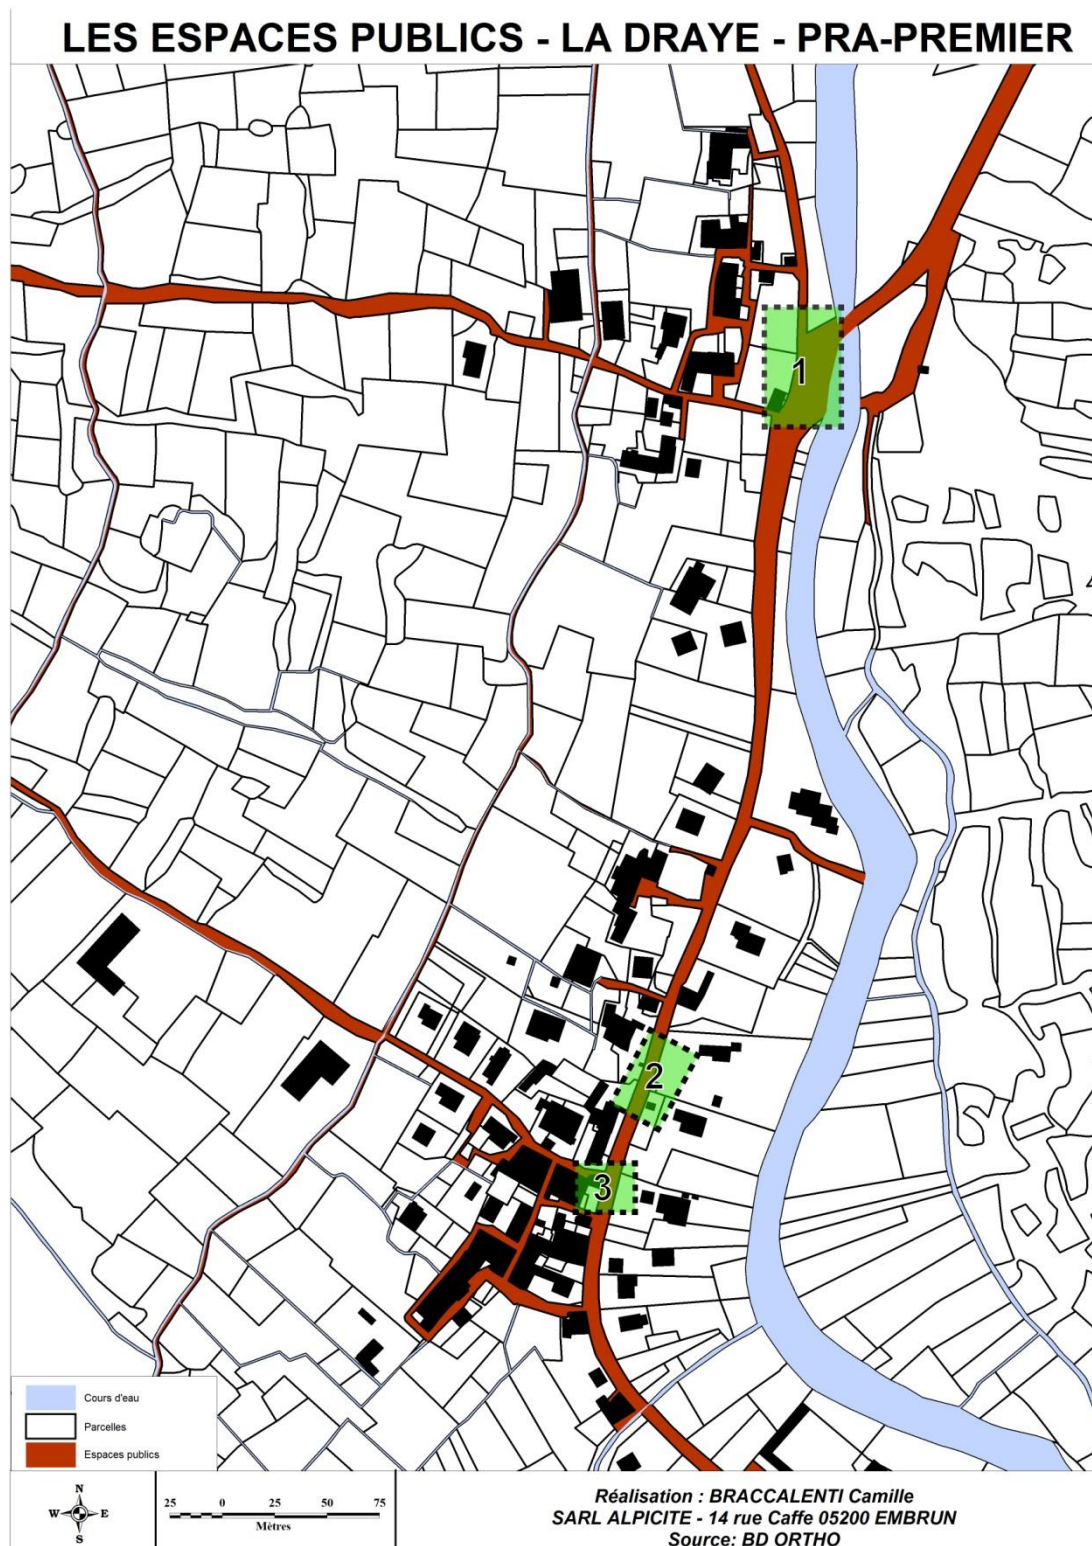 LES ESPACES PUBLICS - LA DRAYE - PRA-PREMIER
1
2
3
Cours d'eau
Parcelles
Espaces publics
N
W E
S
25 0 25 50 75
Mètres
Réalisation : BRACCALENTI Camille
SARL ALPICITE - 14 rue Caffe 05200 EMBRUN
Source: BD ORTHO